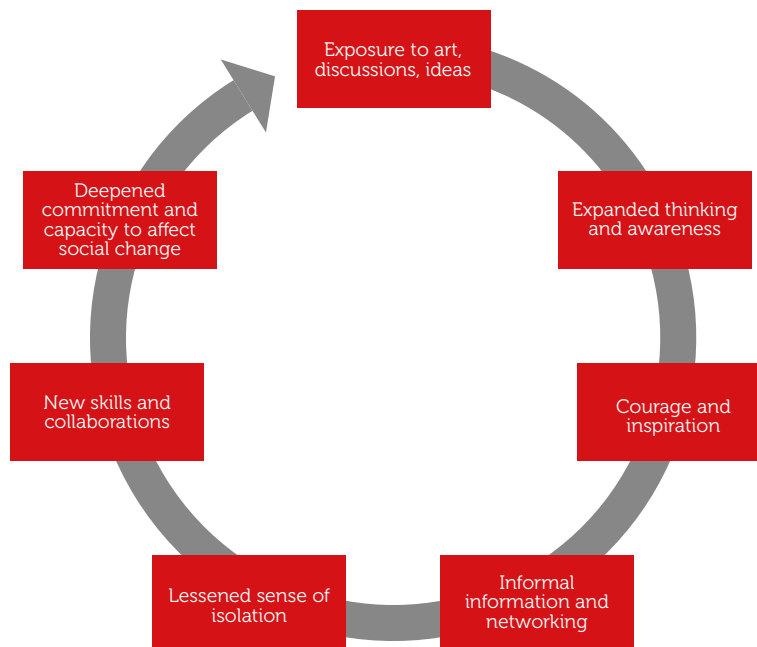 Exposure to art,
discussions, ideas
Expanded thinking
and awareness
Courage and
inspiration
Informal
information and
networking
Lessened sense of
isolation
New skills and
collaborations
Deepened
commitment and
capacity to affect
social change